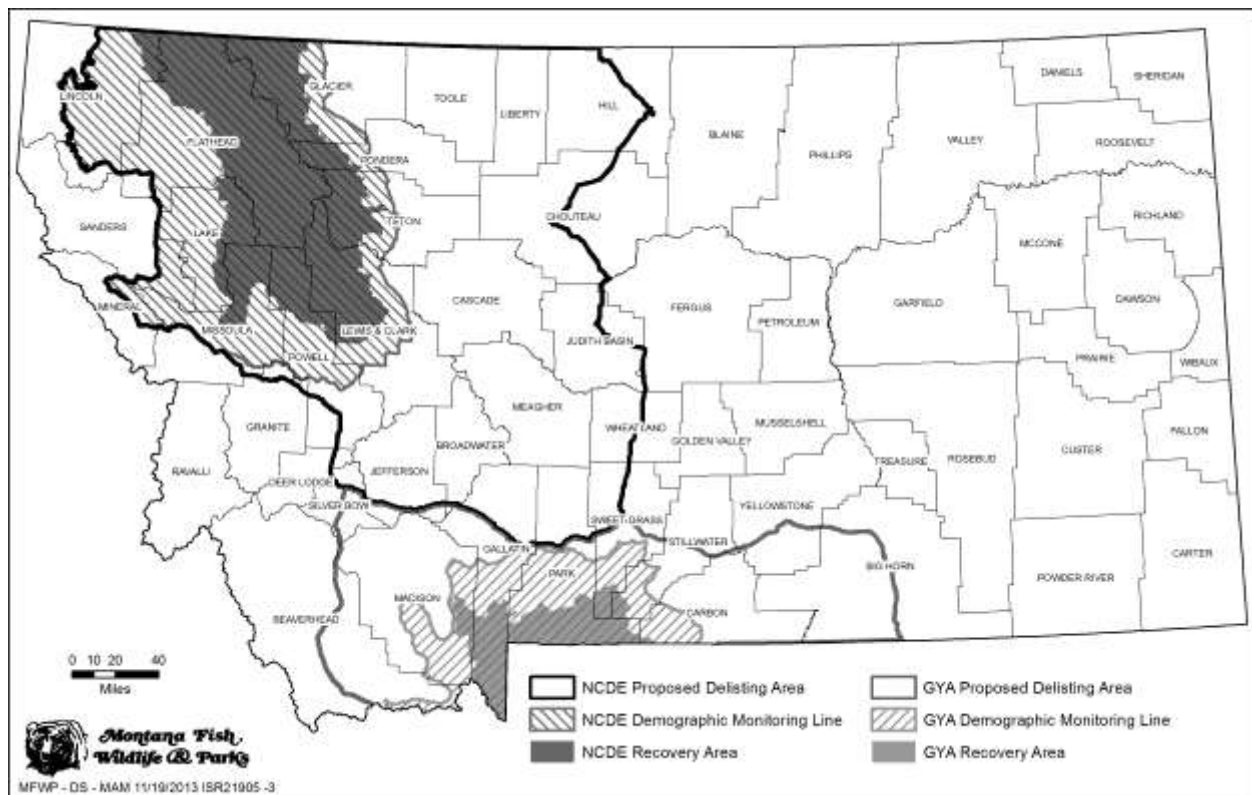 DANIELS
SHERIDAN
GLACIER
TOOLE
LIBERTY
HILL
LINCOLN
BLAINE
VALLEY
ROOSEVELT
PHILLIPS
FLATHEAD
PONDERA
RICHLAND
CHOUTEAU
TETON
SANDERS
LAKE
MCCONE
CASCADE
FERGUS
GARFIELD
DAWSON
MINERAL
PETROLEUM
MISSOULA
LEWIS & CLARK
JUDITH BASIN
POWELL
PRAIRIE
WIBAUX
MEAGHER
GRANITE
WHEATLAND
MUSSELSHELL
BROADWATER
GOLDEN VALLEY
FALLON
CUSTER
RAVALLI
JEFFERSON
TREASURE
ROSEBUD
DEER LODGE
SILVER BOW
YELLOWSTONE
SWEET GRASS
STILLWATER
GALLATIN
CARTER
BIG HORN
PARK
POWDER RIVER
MADISON
CARBON
BEAVERHEAD
0 10 20 40
Miles
NCDE Proposed Delisting Area
NCDE Demographic Monitoring Line
NCDE Recovery Area
GYA Proposed Delisting Area
GYA Demographic Monitoring Line
GYA Recovery Area
Montana Fish,
Wildlife & Parks
MFWP - DS - MAM 11/19/2013 ISR21905 -3